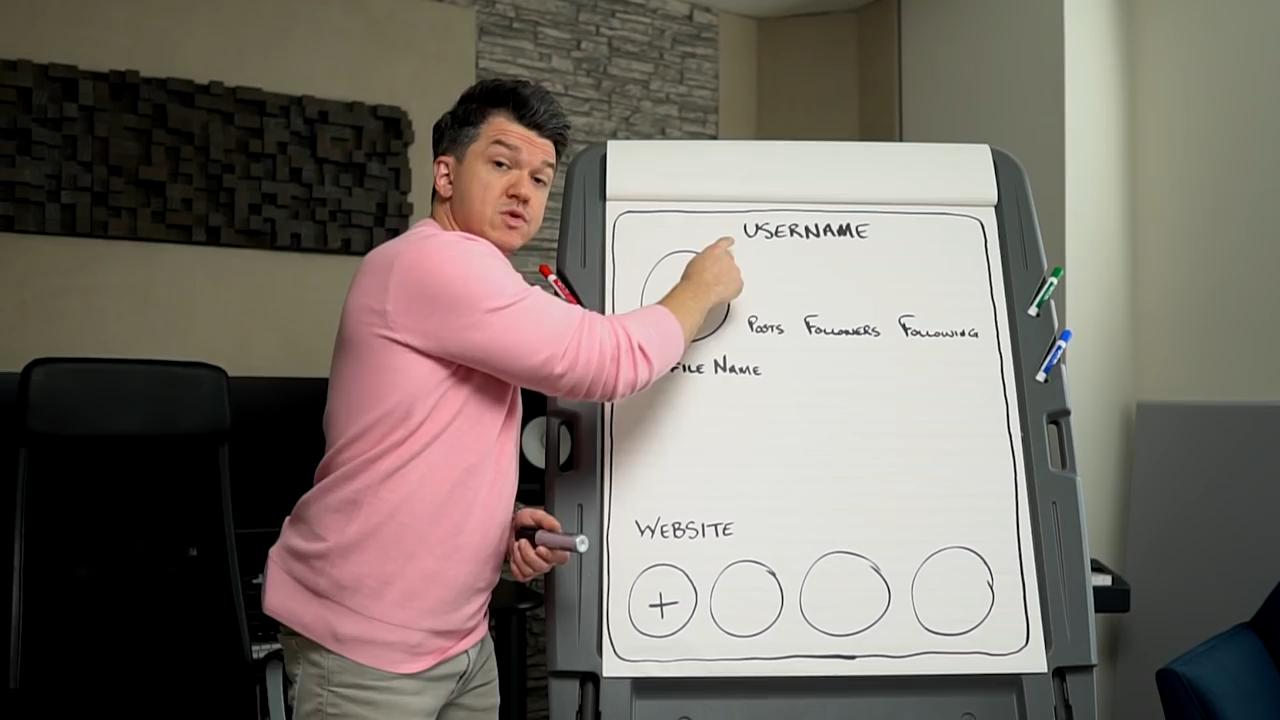 USERNAME
POSTS FOLLOWERS FOLLOWING
FILE NAME
WEBSITE
+